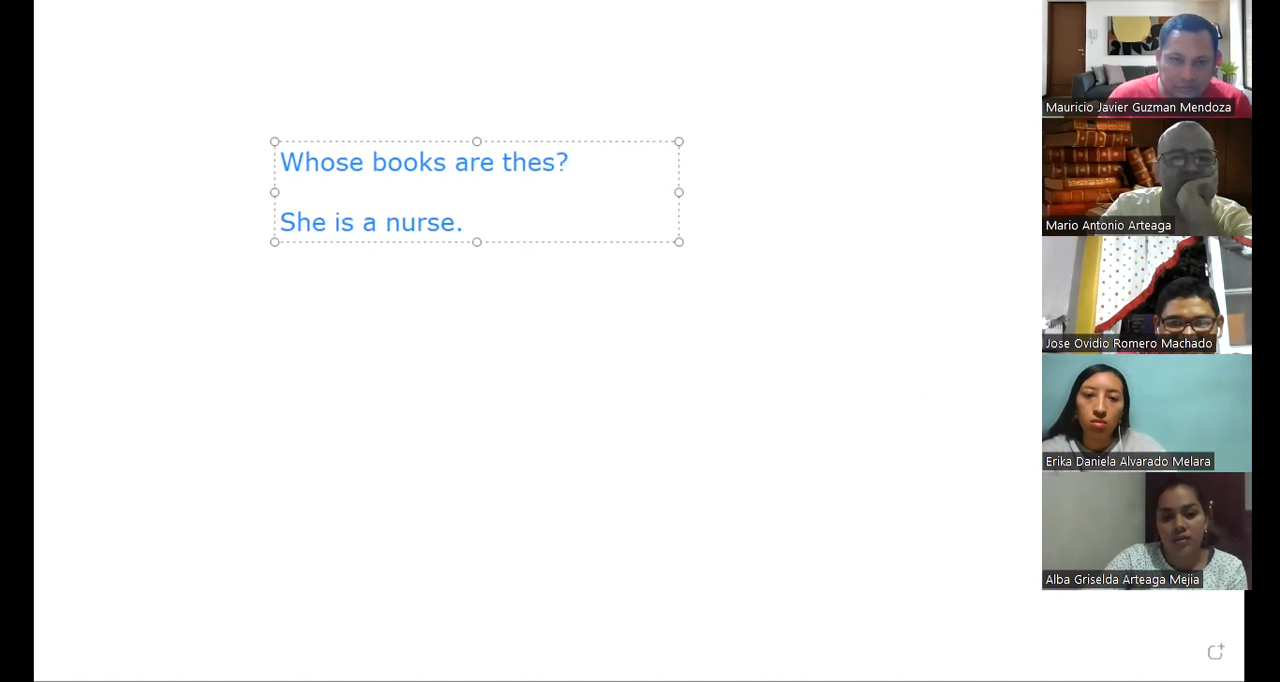 Whose books are thes?
She is a nurse.
Mauricio Javier Guzman Mendoza
Mario Antonio Arteaga
Jose Ovidio Romero Machado
Erika Daniela Alvarado Melara
Alba Griselda Arteaga Mejia